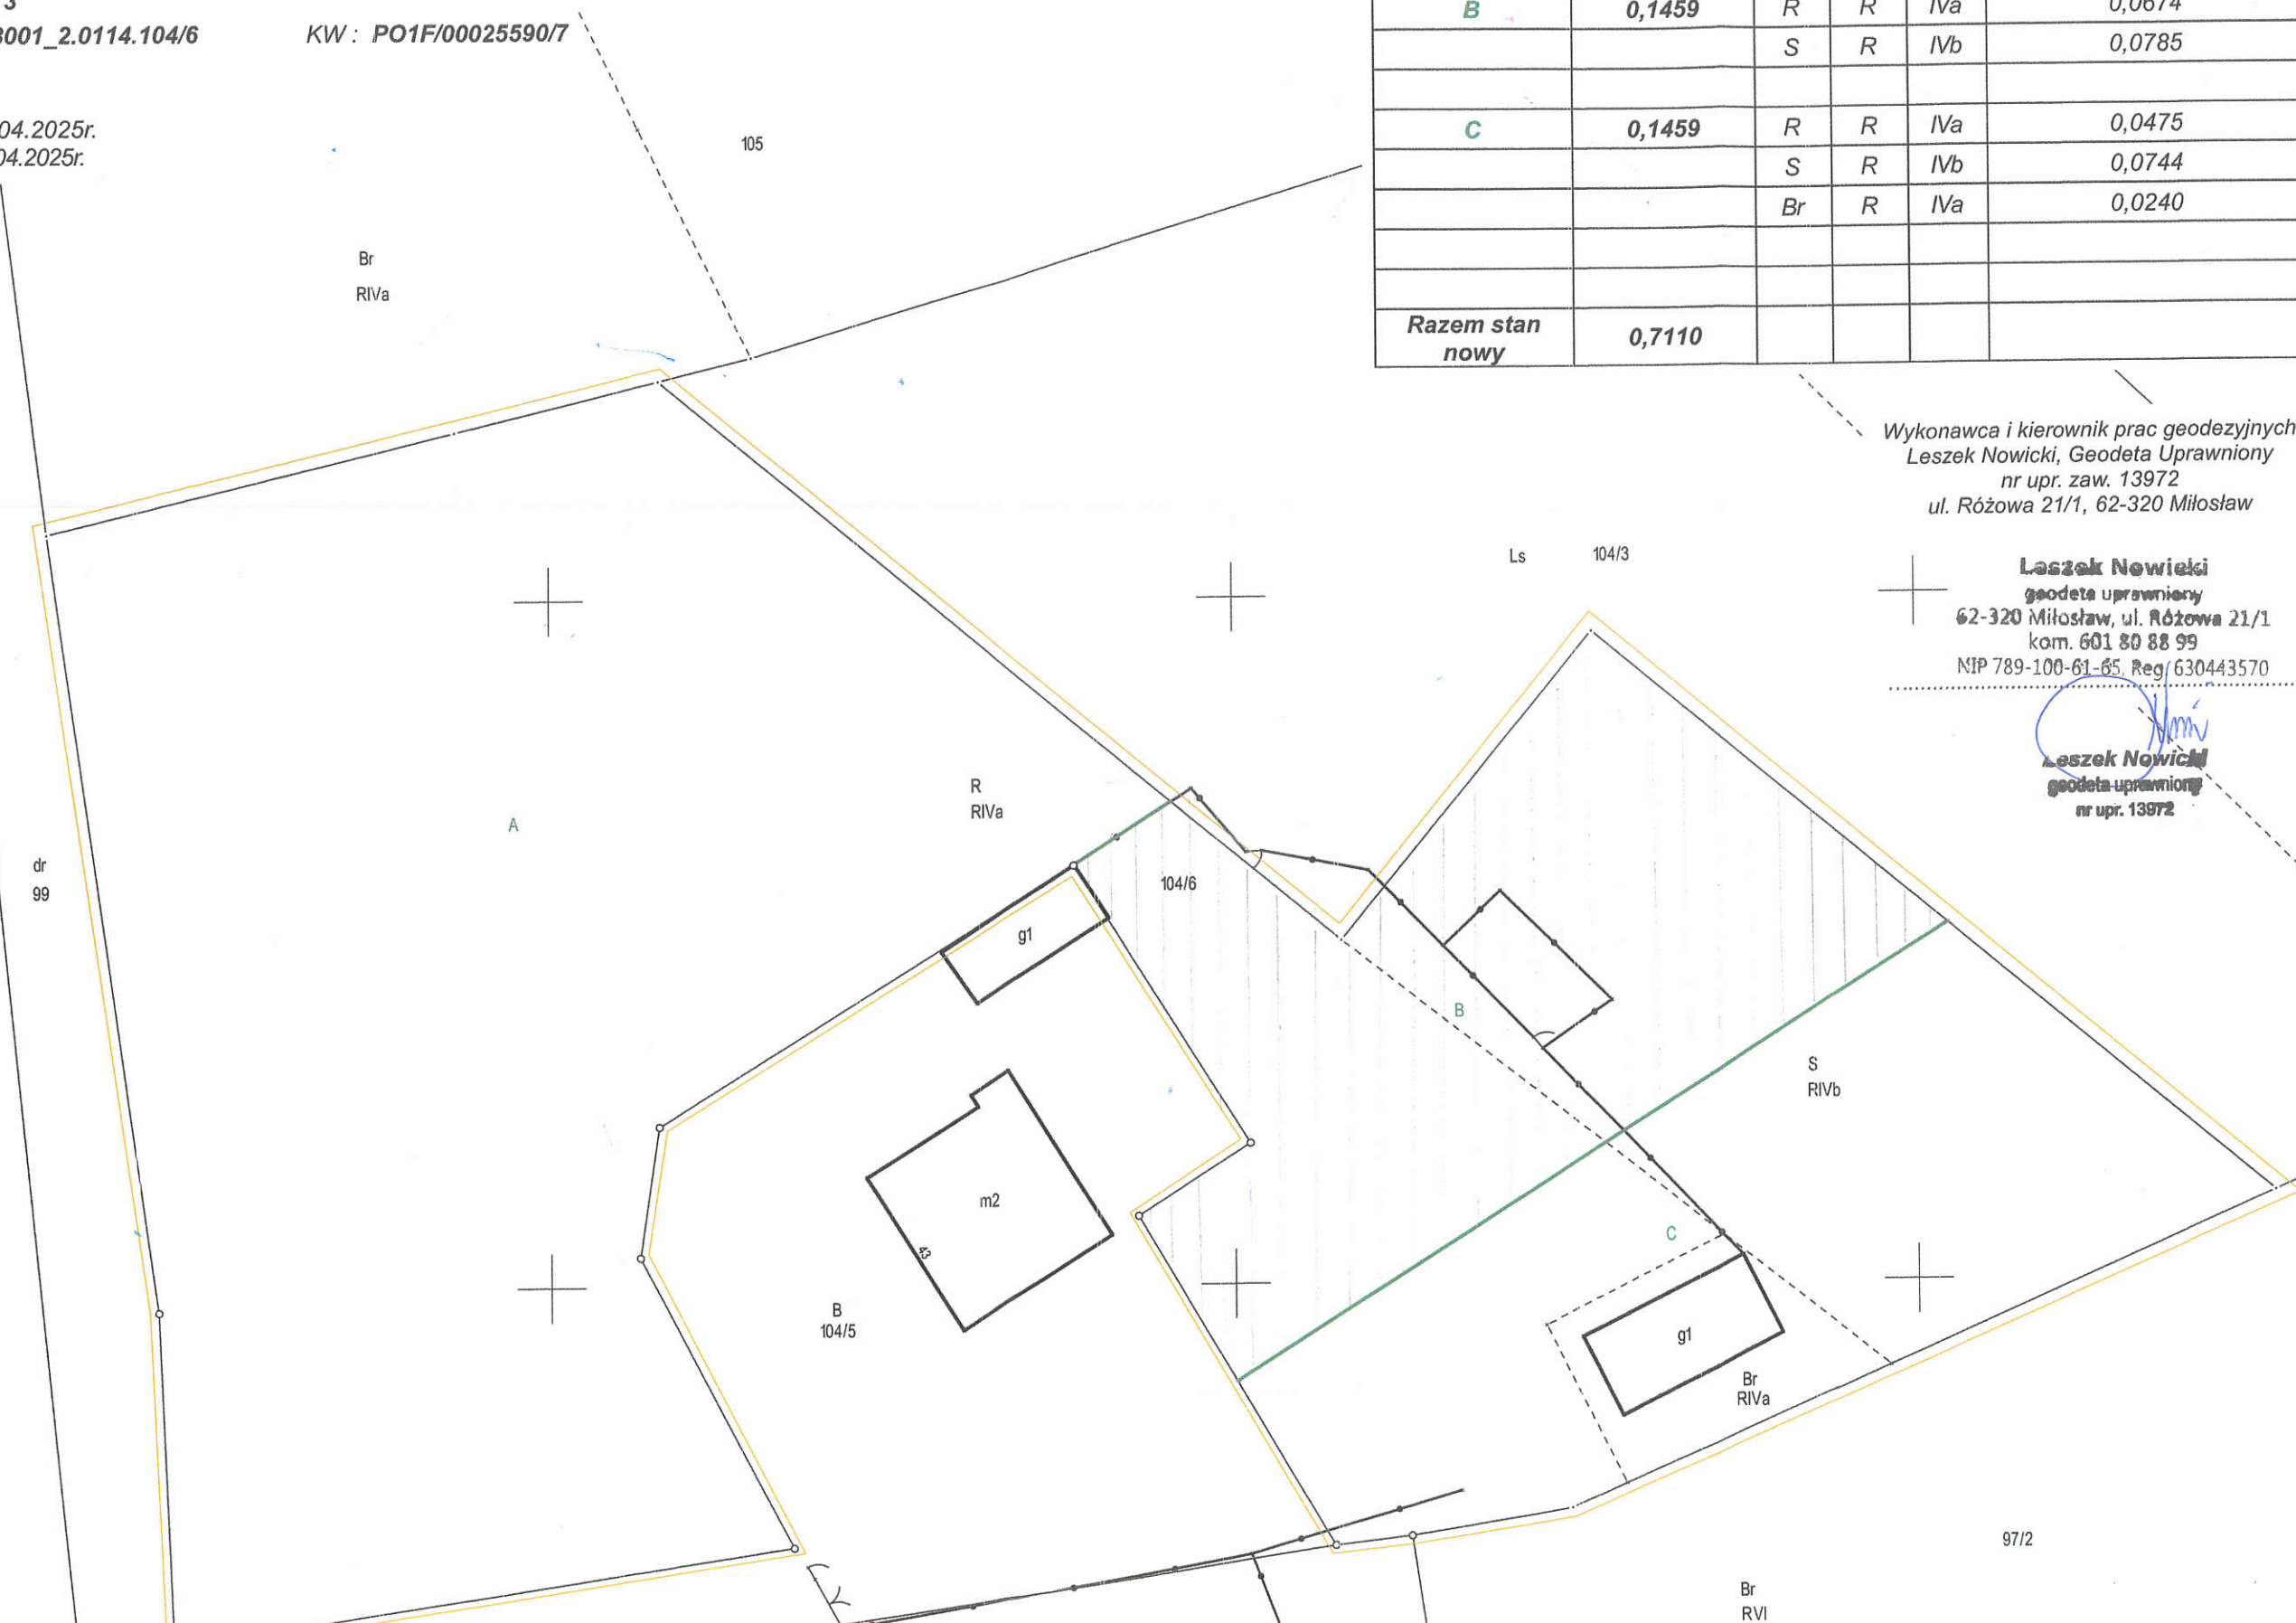 3
3001_2.0114.104/6
KW : PO1F/00025590/7
04.2025r.
04.2025r.
B 0,1459 R R IVa 0,0674
S R IVb 0,0785
C 0,1459 R R IVa 0,0475
S R IVb 0,0744
Br R IVa 0,0240
Razem stan
nowy
0,7110
105
Br
RIVa
Wykonawca i kierownik prac geodezyjnych
Leszek Nowicki, Geodeta Uprawniony
nr upr. zaw. 13972
ul. Różowa 21/1, 62-320 Miłosław
Ls 104/3
Leszek Nowicki
geodeta uprawniony
62-320 Miłosław, ul. Różowa 21/1
kom. 601 80 88 99
NIP 789-100-61-65, Reg. 630443570
Leszek Nowicki
geodeta uprawniony
nr upr. 13972
R
RIVa
A
dr
99
104/6
g1
B
S
RIVb
m2
43
C
B
104/5
g1
Br
RIVa
97/2
Br
RVI